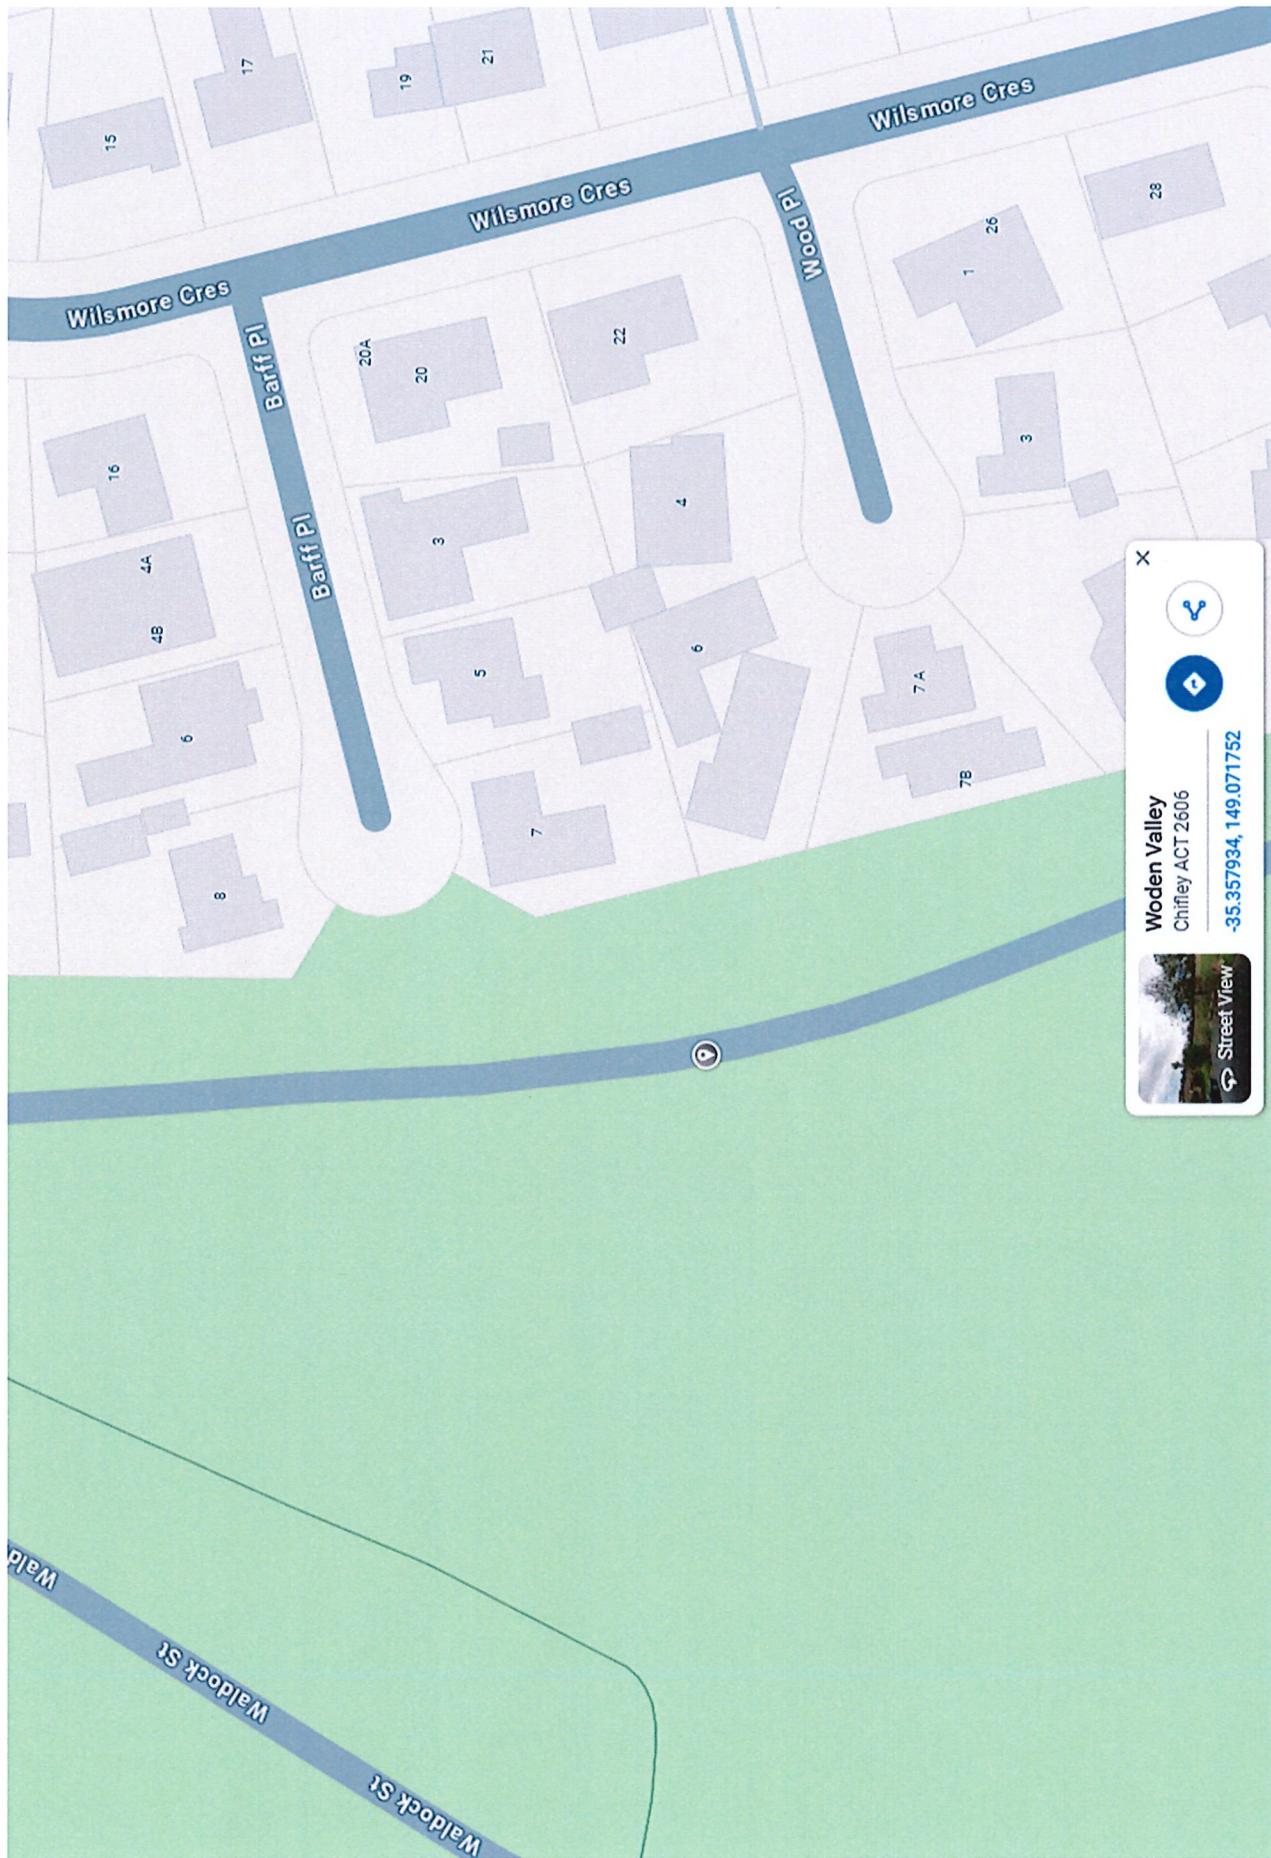 Wald
Waldock St
Waldock St
8
6
4B
4A
16
15
Wilsmore Cres
17
Barff Pl
Barff Pl
20A
20
19
21
3
5
7
Wilsmore Cres
22
4
6
Wood Pl
Wilsmore Cres
7A
7B
1
26
3
28
Street View
Woden Valley
Chifley ACT 2606
-35.357934, 149.071752